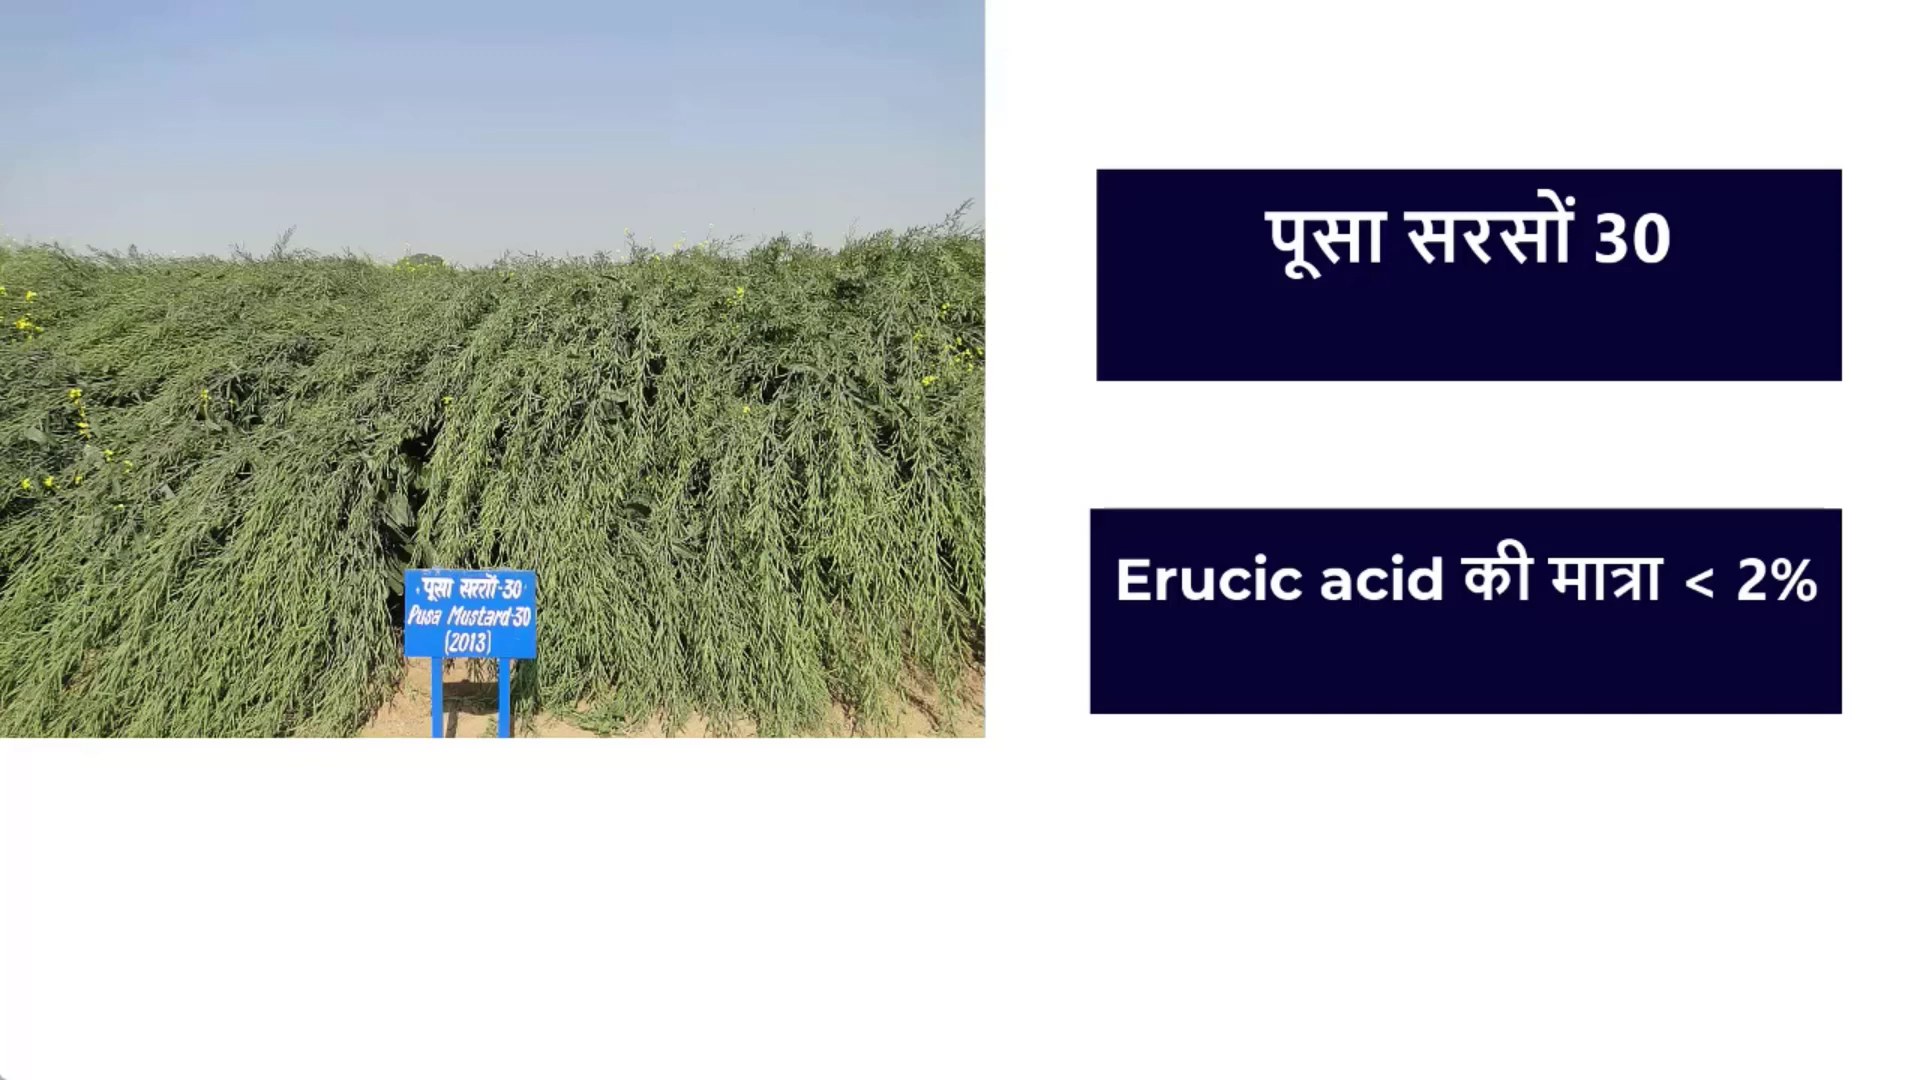 पूसा सरसों 30
Erucic acid की मात्रा < 2%
पूसा सरसों-30
Pusa Mustard-30
(2013)